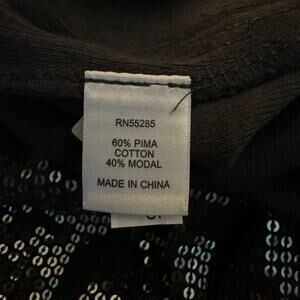 RN55285
60% PIMA
COTTON
40% MODAL
MADE IN CHINA